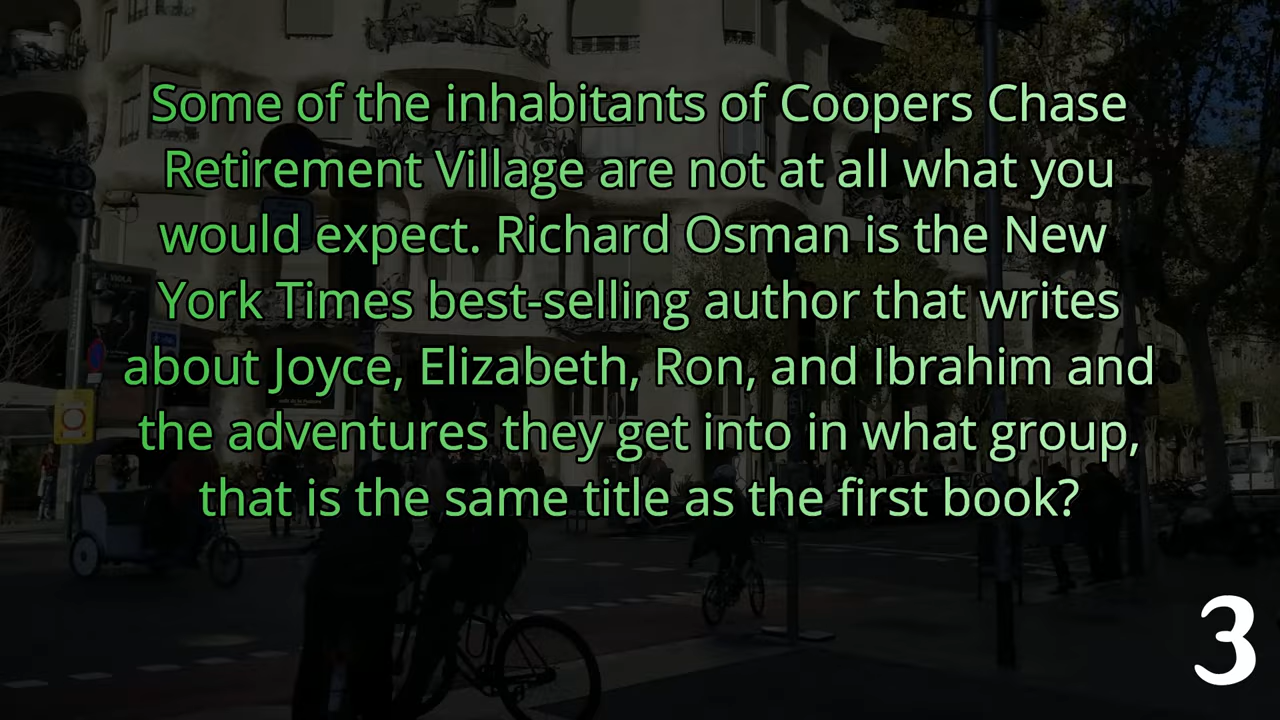 Some of the inhabitants of Coopers Chase
Retirement Village are not at all what you
would expect. Richard Osman is the New
York Times best-selling author that writes
about Joyce, Elizabeth, Ron, and Ibrahim and
the adventures they get into in what group,
that is the same title as the first book?
3